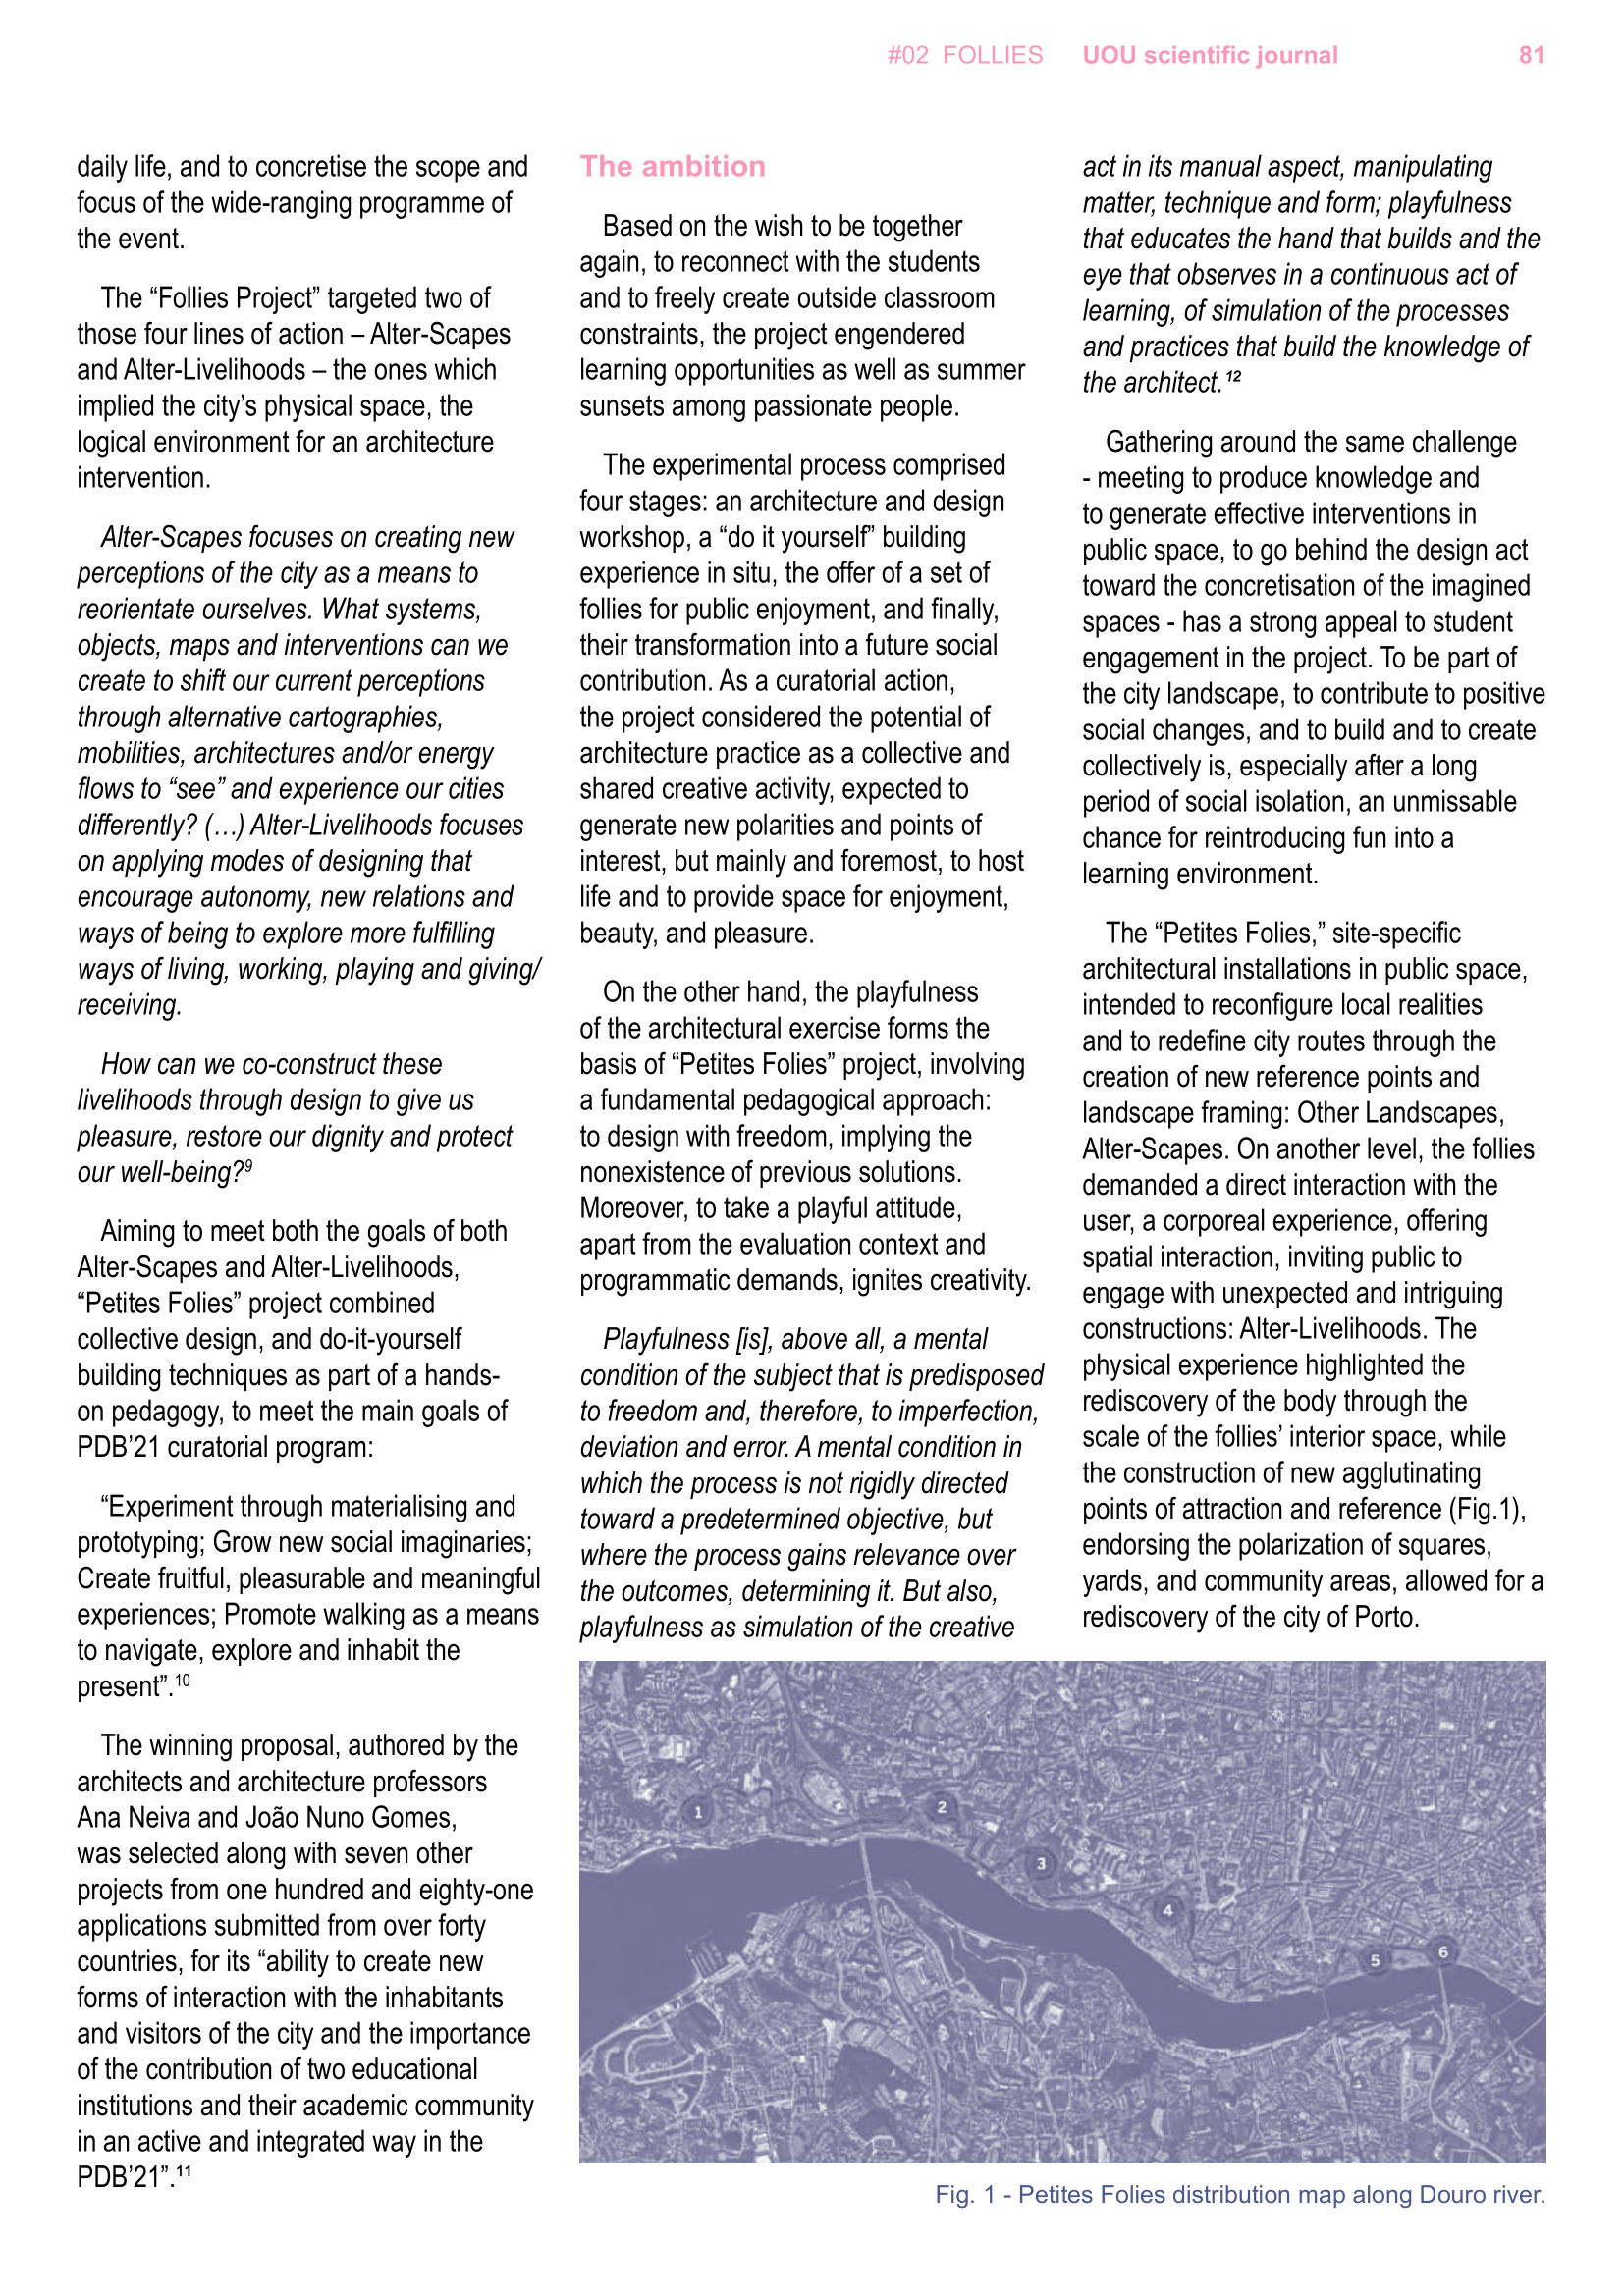 #02 FOLLIES UOU scientific journal 81
daily life, and to concretise the scope and
focus of the wide-ranging programme of
the event.
The “Follies Project” targeted two of
those four lines of action – Alter-Scapes
and Alter-Livelihoods – the ones which
implied the city’s physical space, the
logical environment for an architecture
intervention.
Alter-Scapes focuses on creating new
perceptions of the city as a means to
reorientate ourselves. What systems,
objects, maps and interventions can we
create to shift our current perceptions
through alternative cartographies,
mobilities, architectures and/or energy
flows to “see” and experience our cities
differently? (…) Alter-Livelihoods focuses
on applying modes of designing that
encourage autonomy, new relations and
ways of being to explore more fulfilling
ways of living, working, playing and giving/
receiving.
How can we co-construct these
livelihoods through design to give us
pleasure, restore our dignity and protect
our well-being?⁹
Aiming to meet both the goals of both
Alter-Scapes and Alter-Livelihoods,
“Petites Folies” project combined
collective design, and do-it-yourself
building techniques as part of a hands-
on pedagogy, to meet the main goals of
PDB’21 curatorial program:
“Experiment through materialising and
prototyping; Grow new social imaginaries;
Create fruitful, pleasurable and meaningful
experiences; Promote walking as a means
to navigate, explore and inhabit the
present”.¹⁰
The winning proposal, authored by the
architects and architecture professors
Ana Neiva and João Nuno Gomes,
was selected along with seven other
projects from one hundred and eighty-one
applications submitted from over forty
countries, for its “ability to create new
forms of interaction with the inhabitants
and visitors of the city and the importance
of the contribution of two educational
institutions and their academic community
in an active and integrated way in the
PDB’21”.¹¹
The ambition
Based on the wish to be together
again, to reconnect with the students
and to freely create outside classroom
constraints, the project engendered
learning opportunities as well as summer
sunsets among passionate people.
The experimental process comprised
four stages: an architecture and design
workshop, a “do it yourself” building
experience in situ, the offer of a set of
follies for public enjoyment, and finally,
their transformation into a future social
contribution. As a curatorial action,
the project considered the potential of
architecture practice as a collective and
shared creative activity, expected to
generate new polarities and points of
interest, but mainly and foremost, to host
life and to provide space for enjoyment,
beauty, and pleasure.
On the other hand, the playfulness
of the architectural exercise forms the
basis of “Petites Folies” project, involving
a fundamental pedagogical approach:
to design with freedom, implying the
nonexistence of previous solutions.
Moreover, to take a playful attitude,
apart from the evaluation context and
programmatic demands, ignites creativity.
Playfulness [is], above all, a mental
condition of the subject that is predisposed
to freedom and, therefore, to imperfection,
deviation and error. A mental condition in
which the process is not rigidly directed
toward a predetermined objective, but
where the process gains relevance over
the outcomes, determining it. But also,
playfulness as simulation of the creative
act in its manual aspect, manipulating
matter, technique and form; playfulness
that educates the hand that builds and the
eye that observes in a continuous act of
learning, of simulation of the processes
and practices that build the knowledge of
the architect.¹²
Gathering around the same challenge
- meeting to produce knowledge and
to generate effective interventions in
public space, to go behind the design act
toward the concretisation of the imagined
spaces - has a strong appeal to student
engagement in the project. To be part of
the city landscape, to contribute to positive
social changes, and to build and to create
collectively is, especially after a long
period of social isolation, an unmissable
chance for reintroducing fun into a
learning environment.
The “Petites Folies,” site-specific
architectural installations in public space,
intended to reconfigure local realities
and to redefine city routes through the
creation of new reference points and
landscape framing: Other Landscapes,
Alter-Scapes. On another level, the follies
demanded a direct interaction with the
user, a corporeal experience, offering
spatial interaction, inviting public to
engage with unexpected and intriguing
constructions: Alter-Livelihoods. The
physical experience highlighted the
rediscovery of the body through the
scale of the follies’ interior space, while
the construction of new agglutinating
points of attraction and reference (Fig.1),
endorsing the polarization of squares,
yards, and community areas, allowed for a
rediscovery of the city of Porto.
1
2
3
4
5
6
Fig. 1 - Petites Folies distribution map along Douro river.